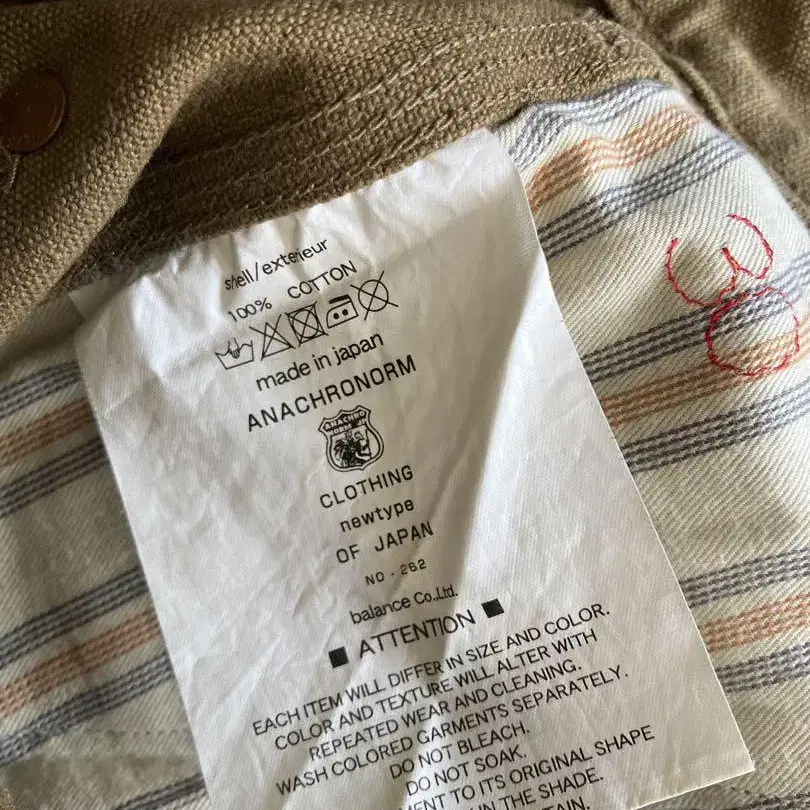 shell/exterieur
100% COTTON
made in japan
ANACHRONORM
ANACHRO
NORM
CLOTHING
newtype
OF JAPAN
NO.262
balance Co.,Ltd.
■ ATTENTION ■
EACH ITEM WILL DIFFER IN SIZE AND COLOR.
COLOR AND TEXTURE WILL ALTER WITH
REPEATED WEAR AND CLEANING.
WASH COLORED GARMENTS SEPARATELY.
DO NOT BLEACH.
DO NOT SOAK.
TO ITS ORIGINAL SHAPE
IN THE SHADE.